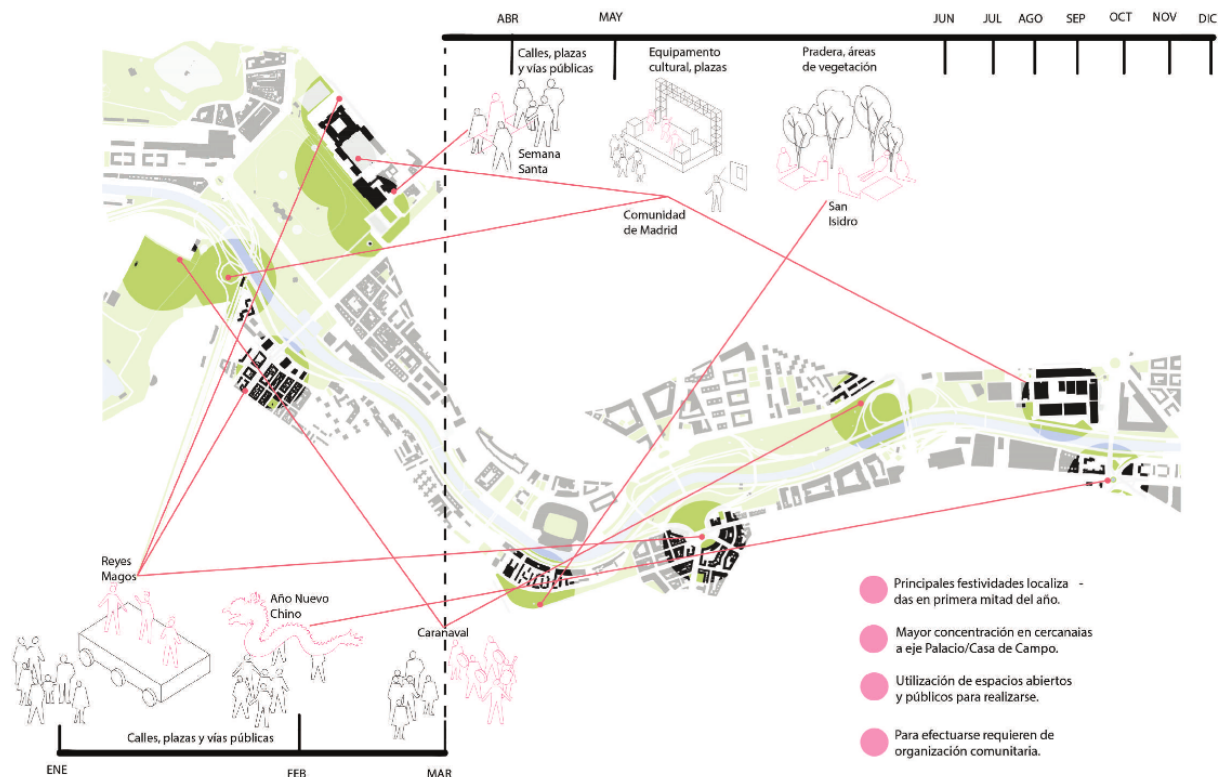 ABR
MAY
JUN
JUL
AGO
SEP
OCT
NOV
DIC
Calles, plazas
y vías públicas
Equipamento
cultural, plazas
Pradera, áreas
de vegetación
Semana
Santa
Comunidad
de Madrid
San
Isidro
Reyes
Magos
Año Nuevo
Chino
Caranaval
Principales festividades localiza -
das en primera mitad del año.
Mayor concentración en cercanaias
a eje Palacio/Casa de Campo.
Utilización de espacios abiertos
y públicos para realizarse.
Para efectuarse requieren de
organización comunitaria.
Calles, plazas y vías públicas
ENE
FEB
MAR